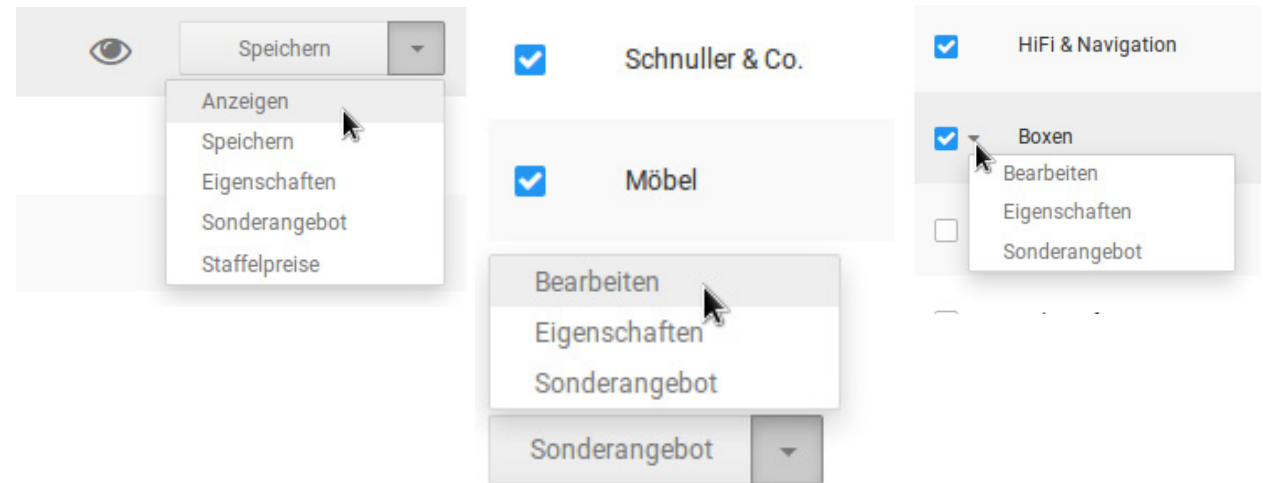 Speichern
Anzeigen
Speichern
Eigenschaften
Sonderangebot
Staffelpreise
Schnuller & Co.
Möbel
Bearbeiten
Eigenschaften
Sonderangebot
Sonderangebot
HiFi & Navigation
Boxen
Bearbeiten
Eigenschaften
Sonderangebot